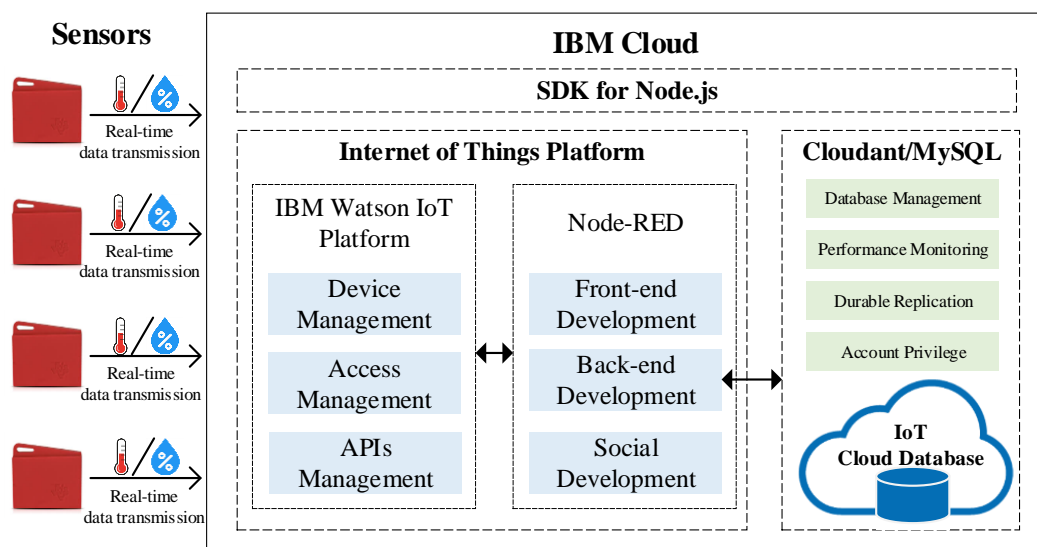 Sensors
Real-time
data transmission
Real-time
data transmission
Real-time
data transmission
Real-time
data transmission
IBM Cloud
SDK for Node.js
Internet of Things Platform
IBM Watson IoT
Platform
Device
Management
Access
Management
APIs
Management
Node-RED
Front-end
Development
Back-end
Development
Social
Development
Cloudant/MySQL
Database Management
Performance Monitoring
Durable Replication
Account Privilege
IoT
Cloud Database